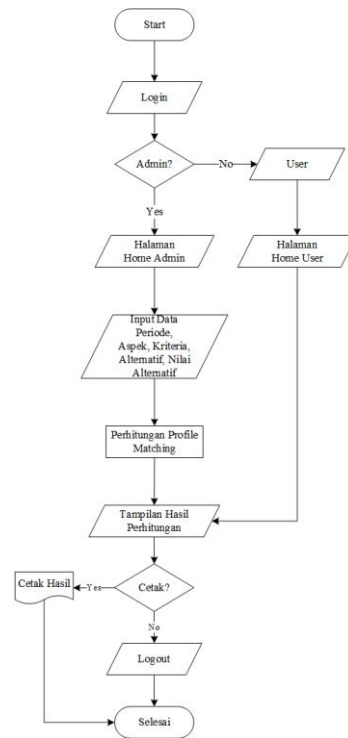 Start
Login
Admin?
No
User
Yes
Halaman
Home Admin
Halaman
Home User
Input Data
Periode,
Aspek, Kriteria,
Alternatif, Nilai
Alternatif
Perhitungan Profile
Matching
Tampilan Hasil
Perhitungan
Cetak Hasil
Yes
Cetak?
No
Logout
Selesai